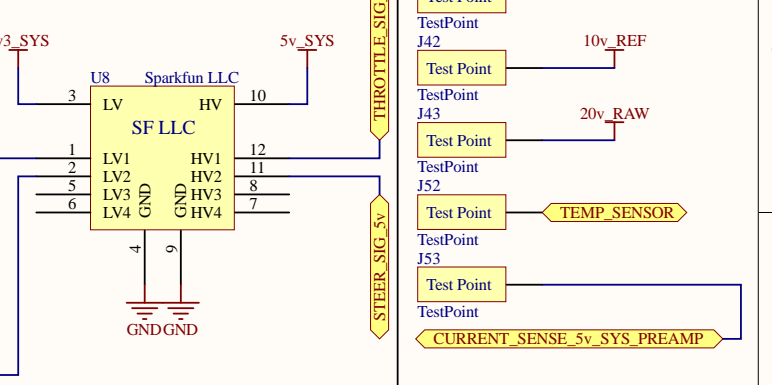 TestPoint
v3_SYS
5v_SYS
THROTTLE_SIG_
U8
Sparkfun LLC
3
LV
HV
10
SF LLC
1
LV1
HV1
12
2
LV2
HV2
11
5
LV3
HV3
8
6
LV4
HV4
7
GND
GND
4
9
GND
GND
STEER_SIG_5v
J42
Test Point
10v_REF
TestPoint
J43
Test Point
20v_RAW
TestPoint
J52
Test Point
TEMP_SENSOR
TestPoint
J53
Test Point
TestPoint
CURRENT_SENSE_5v_SYS_PREAMP